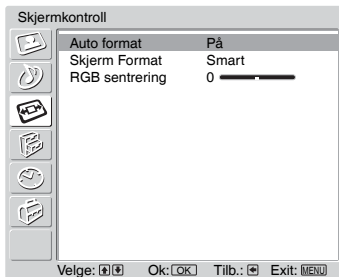 Skjermkontroll
Auto format På
Skjerm Format Smart
RGB sentrering 0
Velge: Ok: OK Tilb.: Exit: MENU